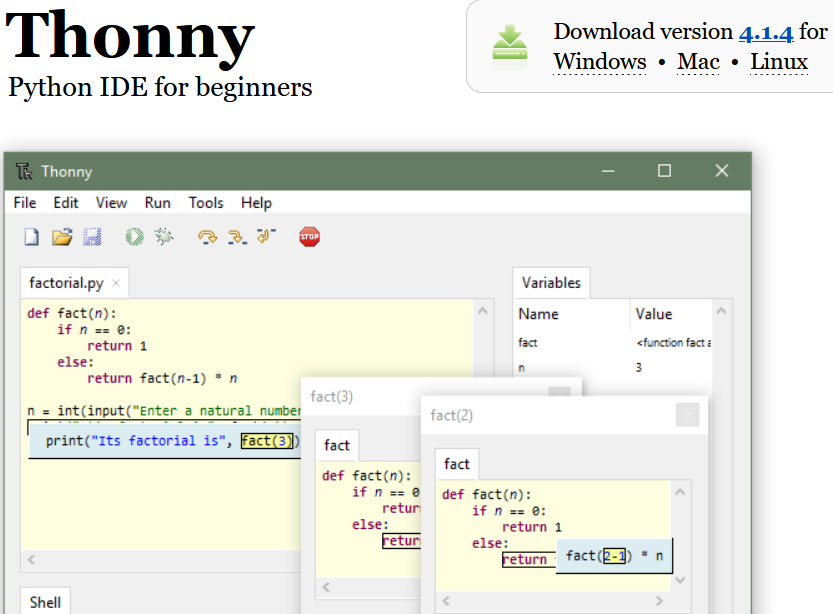 Thonny
Python IDE for beginners
Download version 4.1.4 for
Windows • Mac • Linux
Thonny
File Edit View Run Tools Help
STOP
factorial.py
def fact(n):
    if n == 0:
        return 1
    else:
        return fact(n-1) * n
n = int(input("Enter a natural number
print("Its factorial is", fact(3))
Shell
Variables
Name Value
fact <function fact a
n 3
fact(3)
fact
def fact(n):
    if n == 0
        retur
    else:
        retur
fact(2)
fact
def fact(n):
    if n == 0:
        return 1
    else:
        return fact(2-1) * n